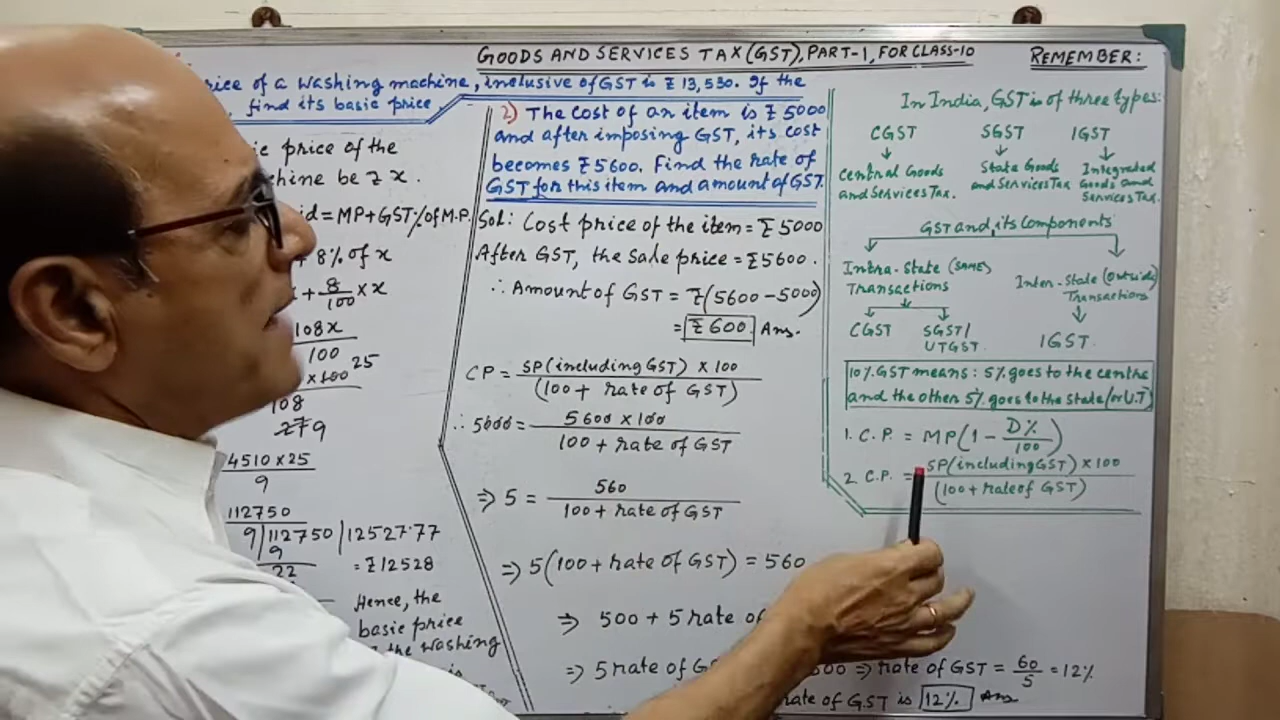 GOODS AND SERVICES TAX (GST), PART-1, FOR CLASS-10
REMEMBER:
rice of a washing machine, inclusive of GST is ₹ 13,530. If the
find its basic price
ic price of the
chine be ₹ x.
id = MP + GST% of M.P.
+ 8% of x
+ 8/100 × x
108x
100
× 100 25
108
279
4510 × 25
9
112750
9 | 112750 | 12527.77
9
22
= ₹ 12528
Hence, the
basic price
the washing
is
2) The cost of an item is ₹ 5000
and after imposing GST, its cost
becomes ₹ 5600. Find the rate of
GST for this item and amount of GST.
Sol: Cost price of the item = ₹ 5000
After GST, the sale price = ₹ 5600.
∴ Amount of GST = ₹ (5600 - 5000)
= ₹ 600. Ans.
CP = SP (including GST) × 100
(100 + rate of GST)
∴ 5000 = 5600 × 100
100 + rate of GST
⇒ 5 = 560
100 + rate of GST
⇒ 5(100 + rate of GST) = 560
⇒ 500 + 5 rate of
⇒ 5 rate of GS 500 ⇒ rate of GST = 60/5 = 12%
rate of GST is 12%. Ans
In India, GST is of three types:
CGST SGST IGST
↓ ↓ ↓
Central Goods and Services Tax.
State Goods and Services Tax
Integrated Goods and Services Tax.
GST and its components
Intra-State (SAME) Transactions
Inter-State (outside) Transactions
CGST SGST/ UTGST. IGST.
10% GST means: 5% goes to the centre
and the other 5% goes to the state (or U.T)
1. C.P. = MP(1 - D%/100)
2 C.P. = SP (including GST) × 100
(100 + rate of GST)